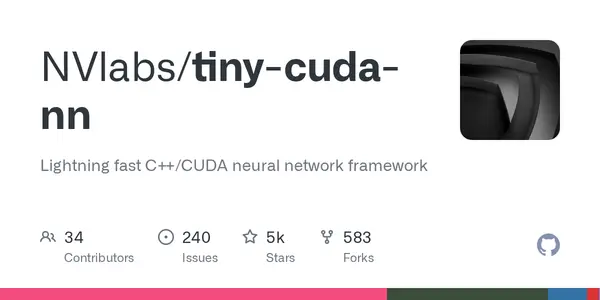 NVlabs/tiny-cuda-
nn
Lightning fast C++/CUDA neural network framework
34 240 5k 583
Contributors Issues Stars Forks